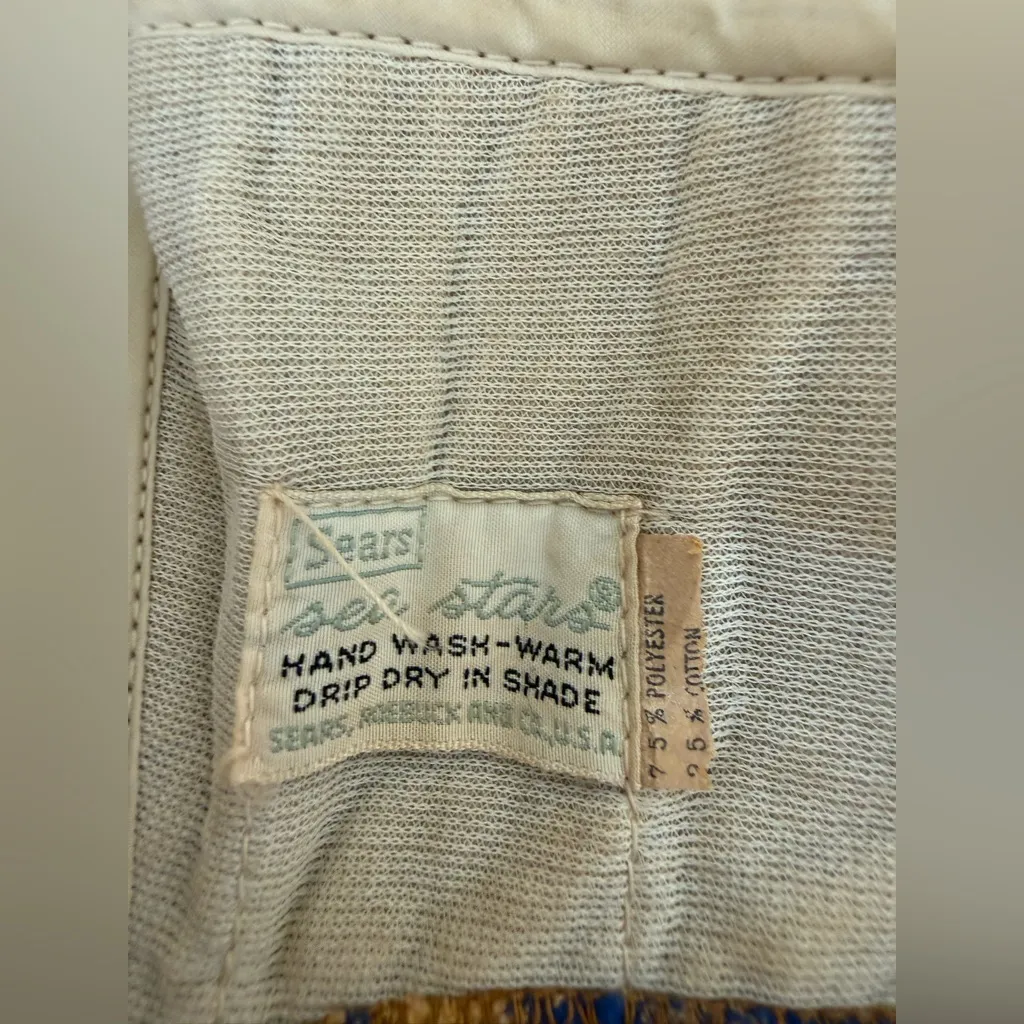 Sears
sea stars®
HAND WASH-WARM
DRIP DRY IN SHADE
SEARS, ROEBUCK AND CO., U.S.A.
75% POLYESTER
25% COTTON